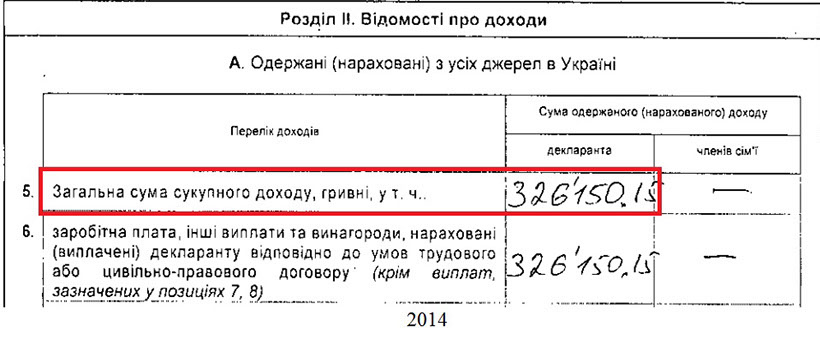 Розділ II. Відомості про доходи
А. Одержані (нараховані) з усіх джерел в Україні
Перелік доходів
Сума одержаного (нарахованого) доходу
декларанта
членів сім'ї
5. Загальна сума сукупного доходу, гривні, у т. ч.. 326'150.15 —
6. заробітна плата, інші виплати та винагороди, нараховані
(виплачені) декларанту відповідно до умов трудового
або цивільно-правового договору (крім виплат,
зазначених у позиціях 7, 8)
326'150.15 —
2014